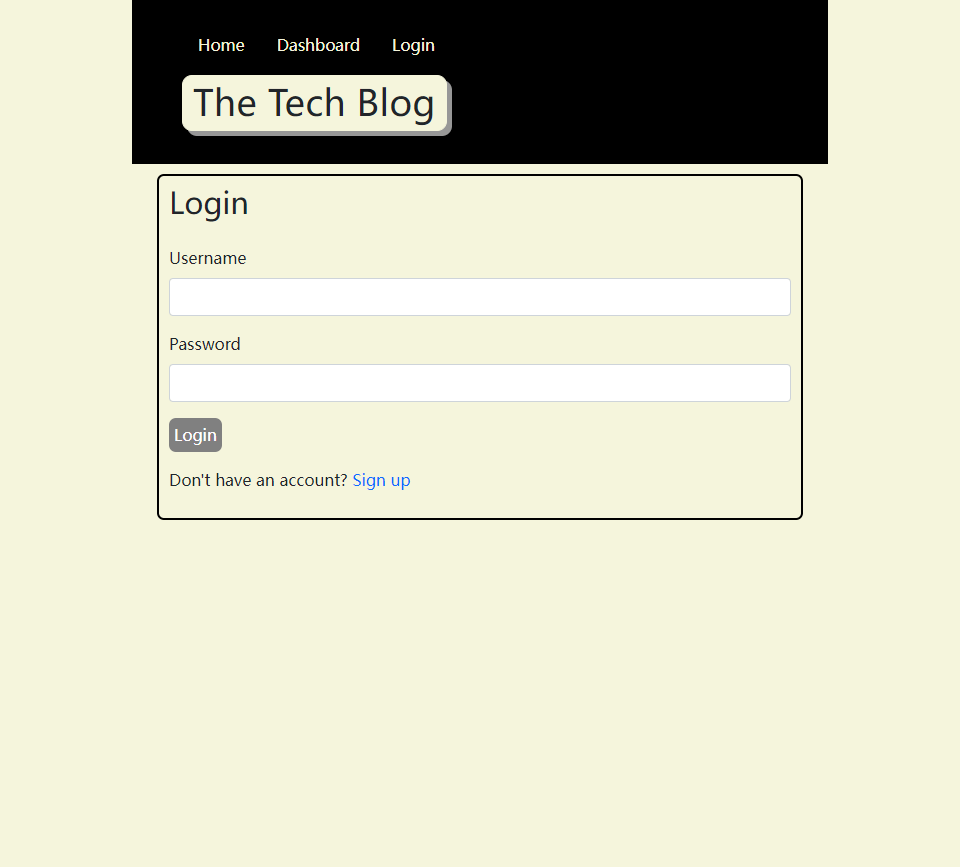 Home Dashboard Login
The Tech Blog
Login
Username
Password
Login
Don't have an account? Sign up